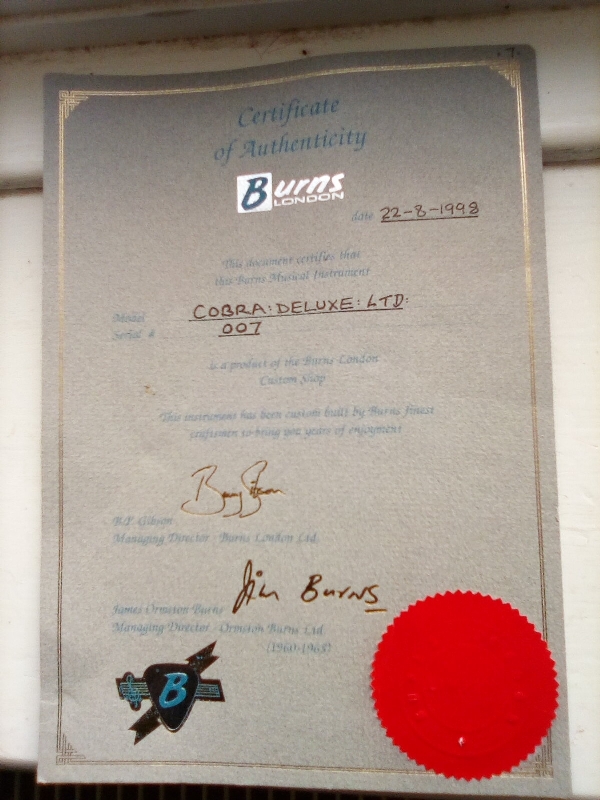 Certificate
of Authenticity
Burns
LONDON
date 22-8-1998
This document certifies that
this Burns Musical Instrument
Model COBRA:DELUXE:LTD:
Serial # 007
is a product of the Burns London
Custom Shop
This instrument has been custom built by Burns finest
craftsmen to bring you years of enjoyment
B.P. Gibson
Managing Director - Burns London Ltd.
Jim Burns
James Ormston Burns
Managing Director - Ormston Burns Ltd
(1960-1965)
B